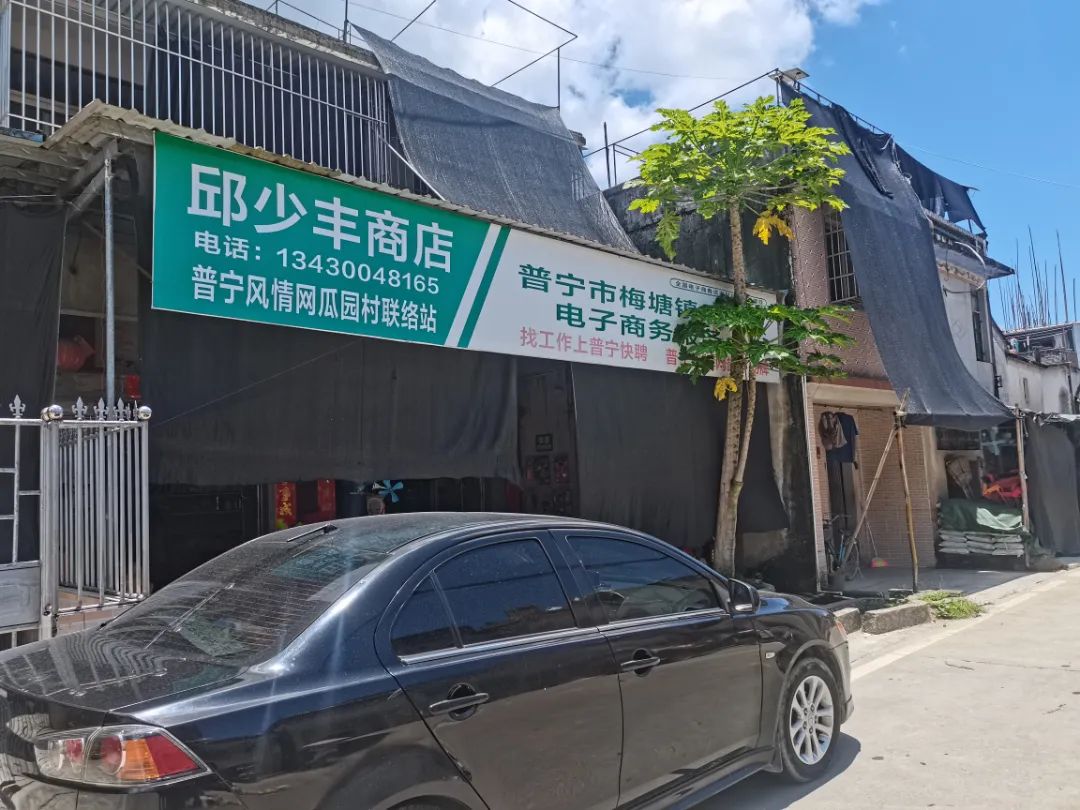 邱少丰商店
电话：13430048165
普宁风情网瓜园村联络站
普宁市梅塘镇
电子商务
找工作上普宁快聘 普